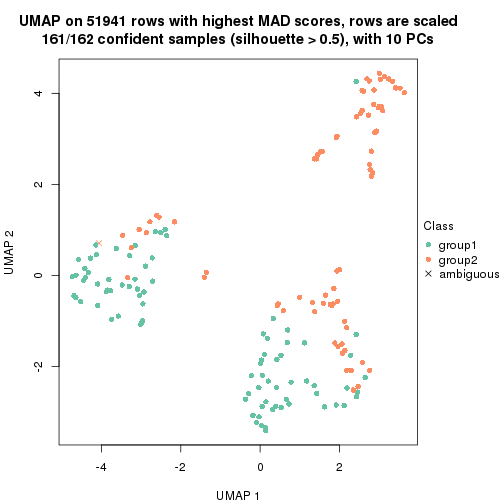 UMAP on 51941 rows with highest MAD scores, rows are scaled
161/162 confident samples (silhouette > 0.5), with 10 PCs
4
2
0
-2
UMAP 2
-4
-2
0
2
UMAP 1
Class
group1
group2
ambiguous